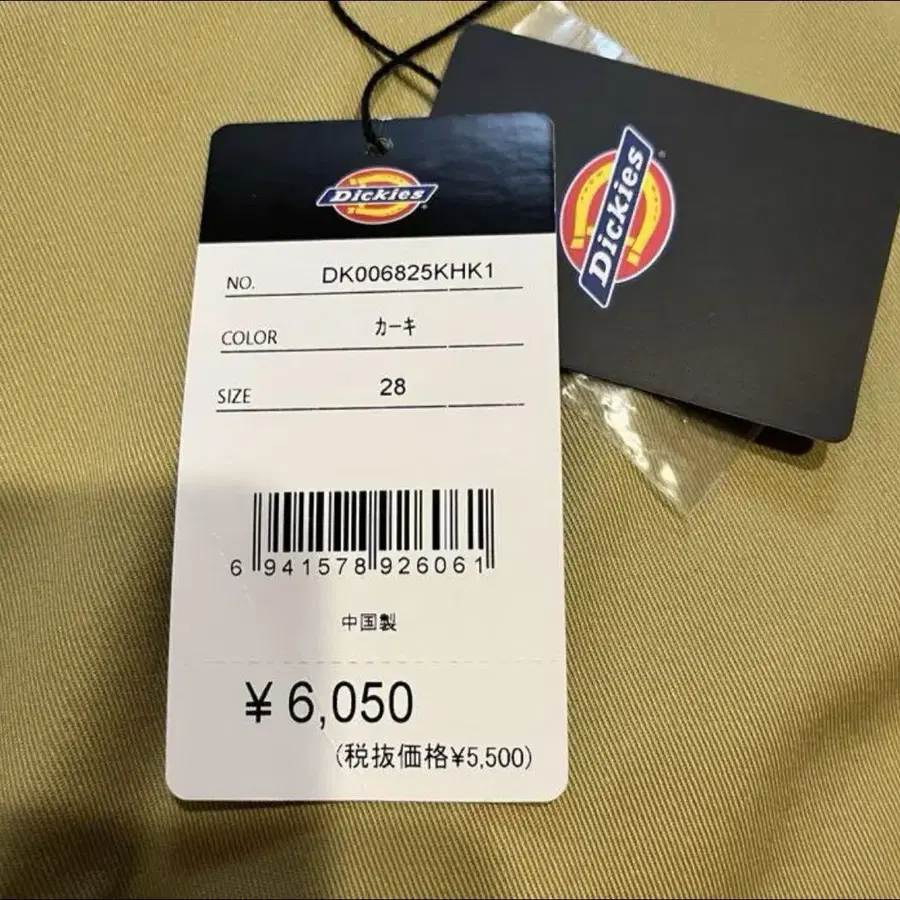 Dickies
NO. DK006825KHK1
COLOR カーキ
SIZE 28
6 941578 926061
中国製
¥6,050
(税抜価格¥5,500)
Dickies